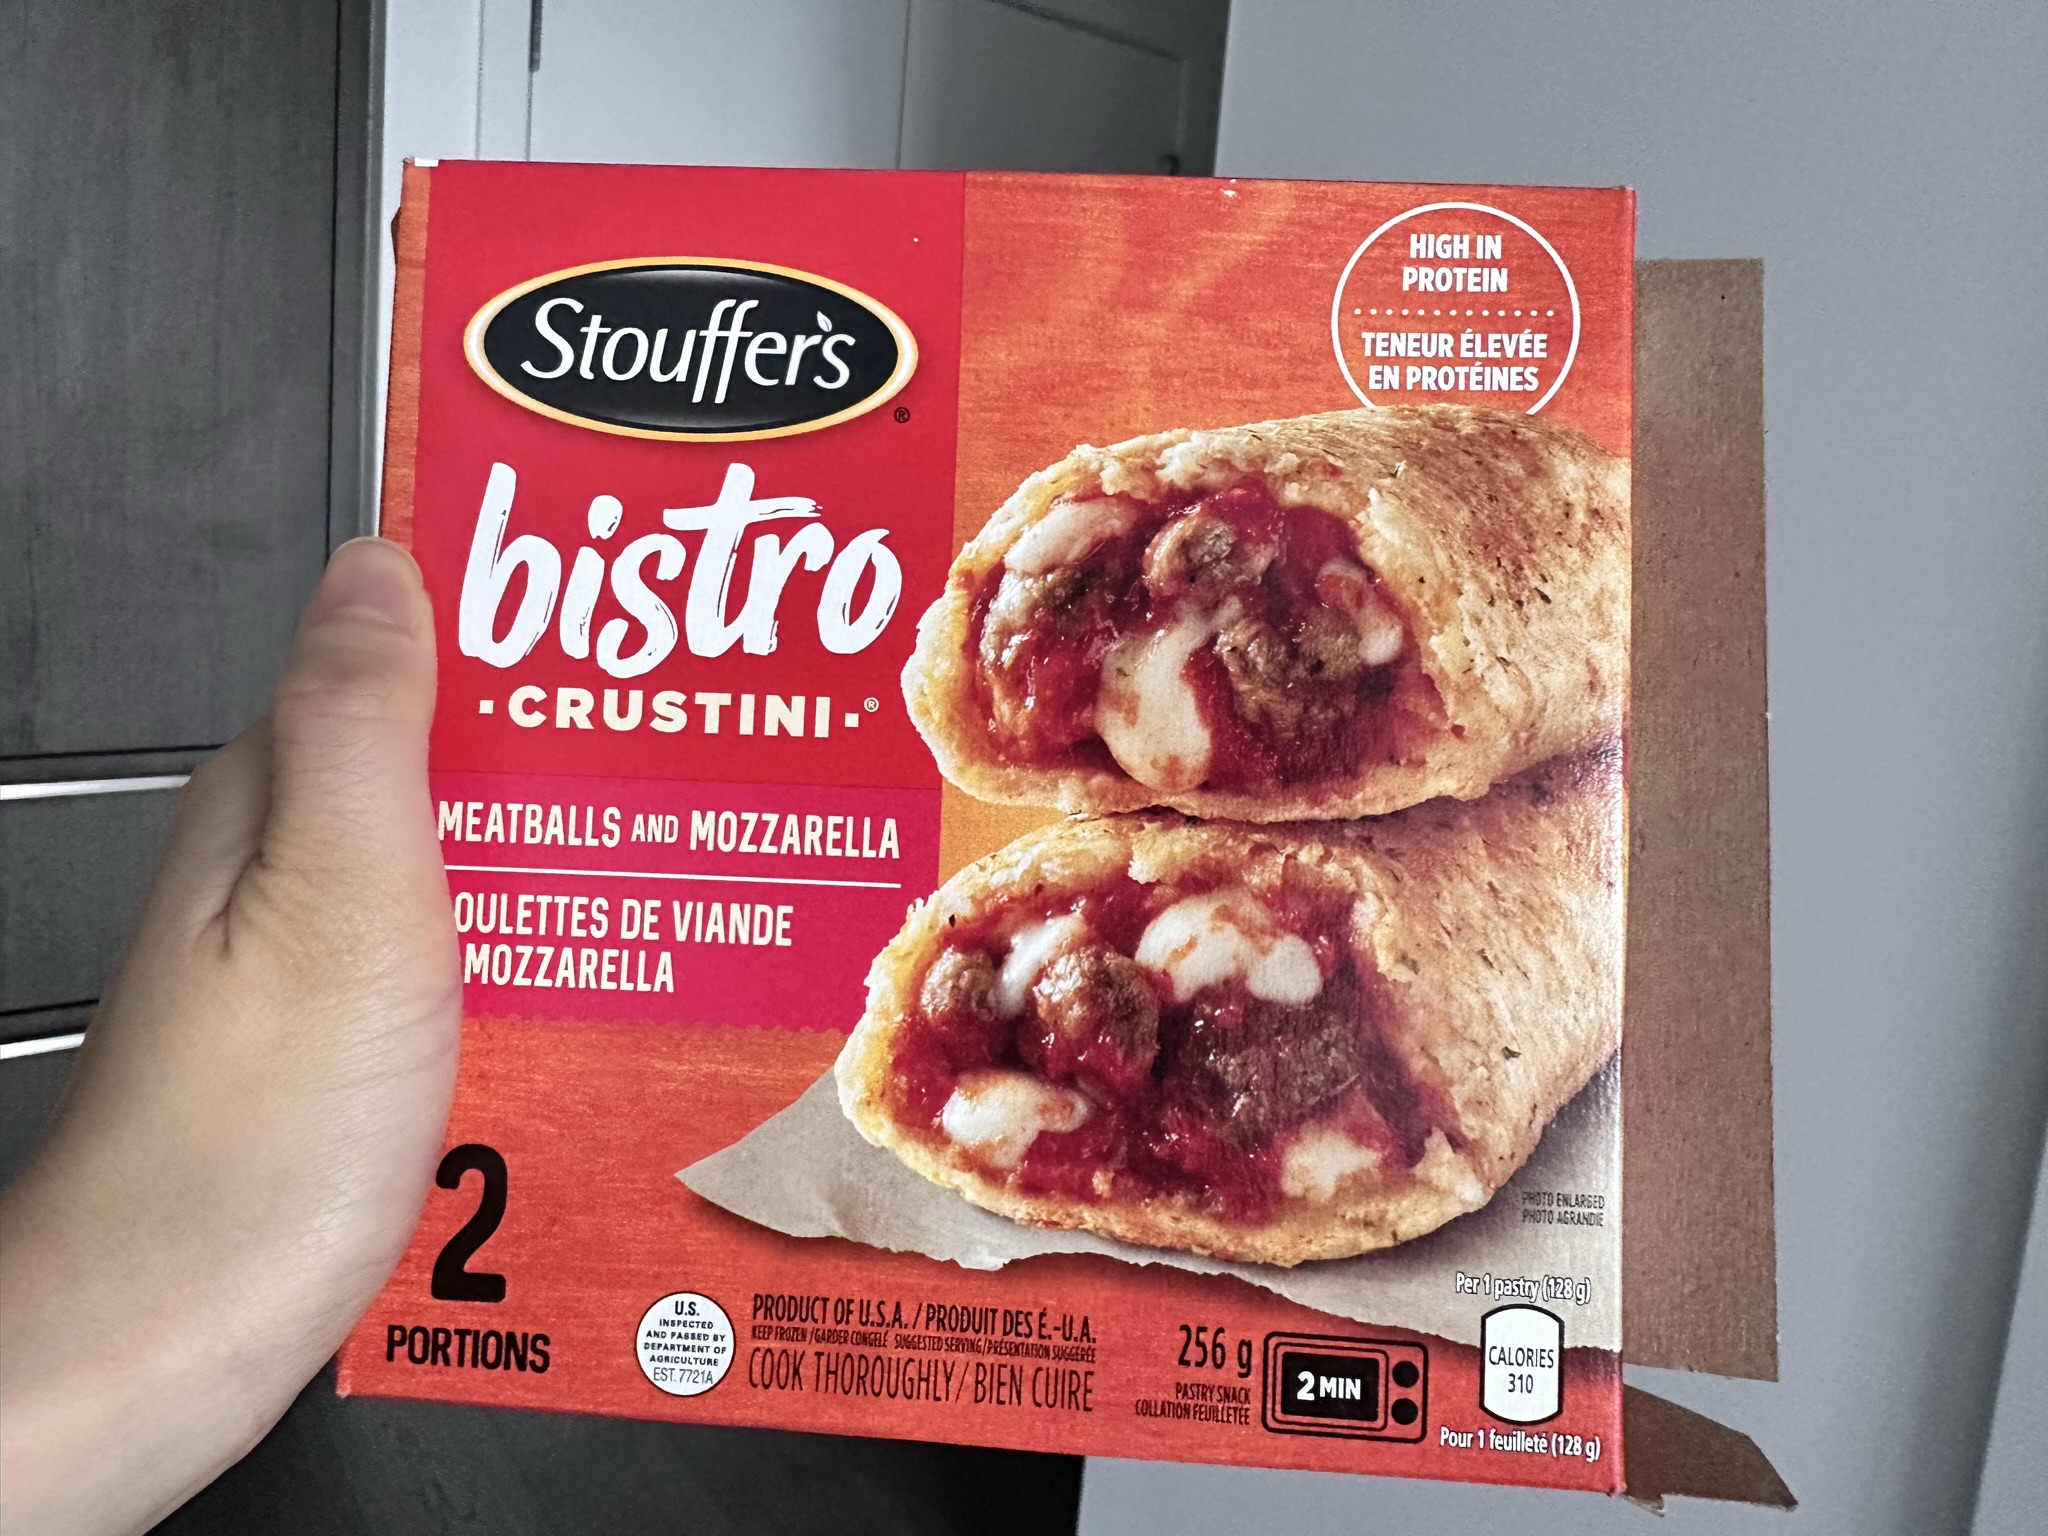 Stouffer's
®
bistro
· CRUSTINI · ®
MEATBALLS AND MOZZARELLA
OULETTES DE VIANDE
MOZZARELLA
HIGH IN
PROTEIN
TENEUR ÉLEVÉE
EN PROTÉINES
PHOTO ENLARGED
PHOTO AGRANDIE
2
PORTIONS
U.S.
INSPECTED
AND PASSED BY
DEPARTMENT OF
AGRICULTURE
EST. 7721A
PRODUCT OF U.S.A. / PRODUIT DES É.-U.A.
KEEP FROZEN / GARDER CONGELÉ SUGGESTED SERVING / PRÉSENTATION SUGGÉRÉE
COOK THOROUGHLY / BIEN CUIRE
256 g
PASTRY SNACK
COLLATION FEUILLETÉE
2 MIN
Per 1 pastry (128 g)
CALORIES
310
Pour 1 feuilleté (128 g)